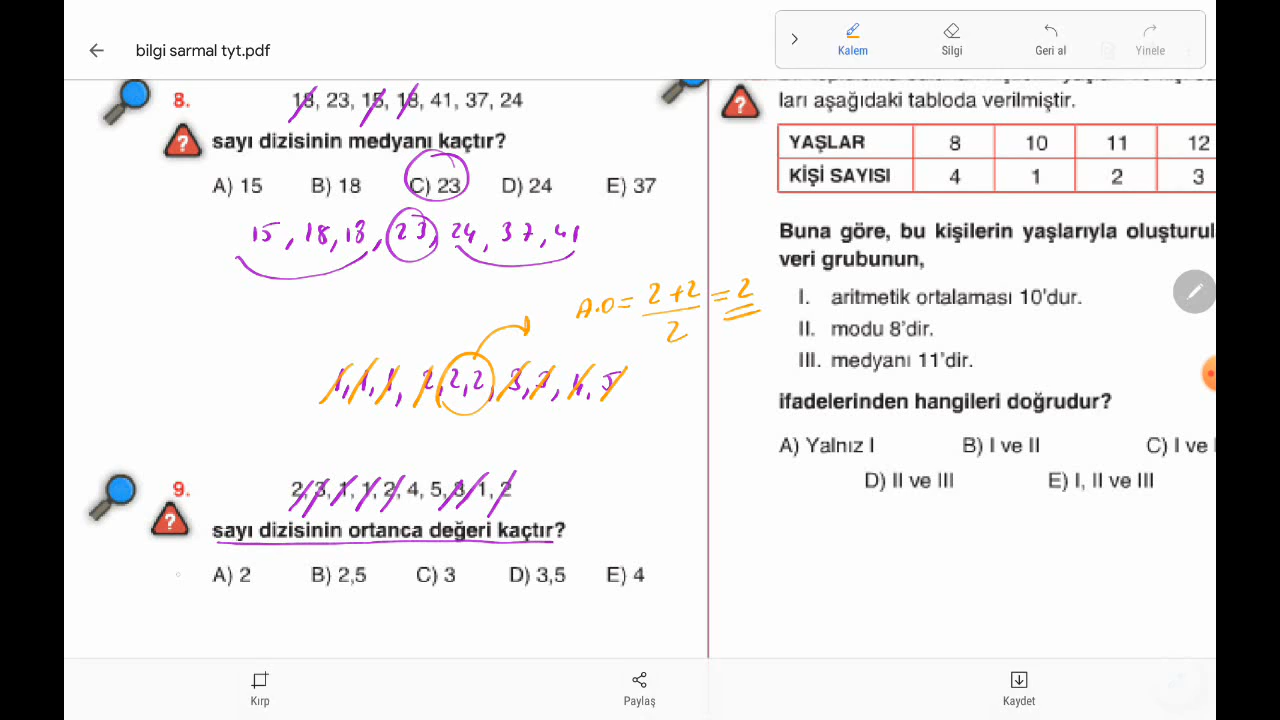 bilgi sarmal tyt.pdf
Kalem
Silgi
Geri al
Yinele
8.
18, 23, 15, 18, 41, 37, 24
sayı dizisinin medyanı kaçtır?
A) 15 B) 18 C) 23 D) 24 E) 37
15, 18, 18, 23, 24, 37, 41
A.O = 2+2 / 2 = 2
1, 1, 1, 2, 2, 2, 3, 3, 4, 5
9.
2, 3, 1, 1, 2, 4, 5, 3, 1, 2
sayı dizisinin ortanca değeri kaçtır?
A) 2 B) 2,5 C) 3 D) 3,5 E) 4
ları aşağıdaki tabloda verilmiştir.
YAŞLAR 8 10 11 12
KİŞİ SAYISI 4 1 2 3
Buna göre, bu kişilerin yaşlarıyla oluşturul
veri grubunun,
I. aritmetik ortalaması 10'dur.
II. modu 8'dir.
III. medyanı 11'dir.
ifadelerinden hangileri doğrudur?
A) Yalnız I B) I ve II C) I ve
D) II ve III E) I, II ve III
Kırp
Paylaş
Kaydet